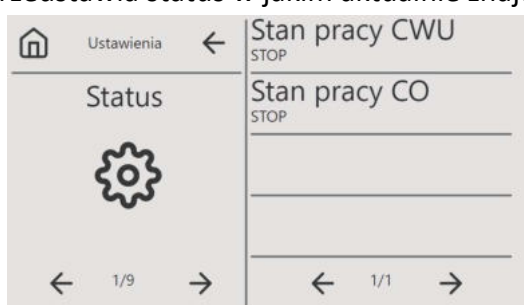 Ustawienia
Status
1/9
Stan pracy CWU
STOP
Stan pracy CO
STOP
1/1